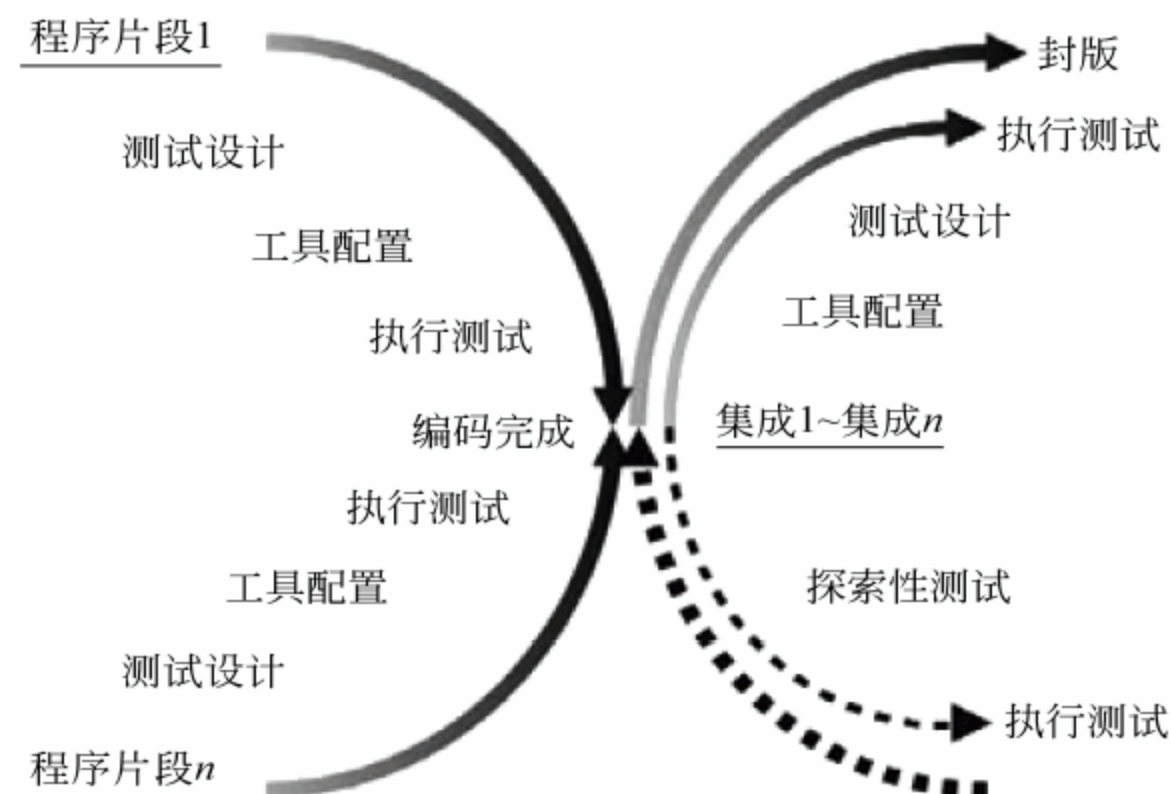 程序片段1
测试设计
工具配置
执行测试
编码完成
执行测试
工具配置
测试设计
程序片段n
封版
执行测试
测试设计
工具配置
集成1~集成n
探索性测试
执行测试